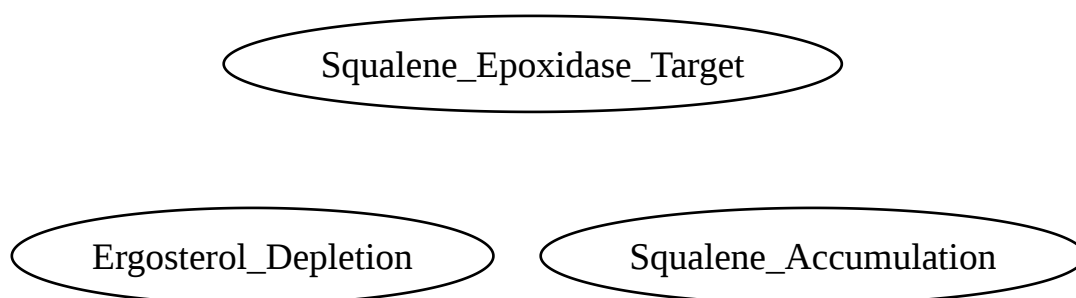 Squalene_Epoxidase_Target
Ergosterol_Depletion
Squalene_Accumulation